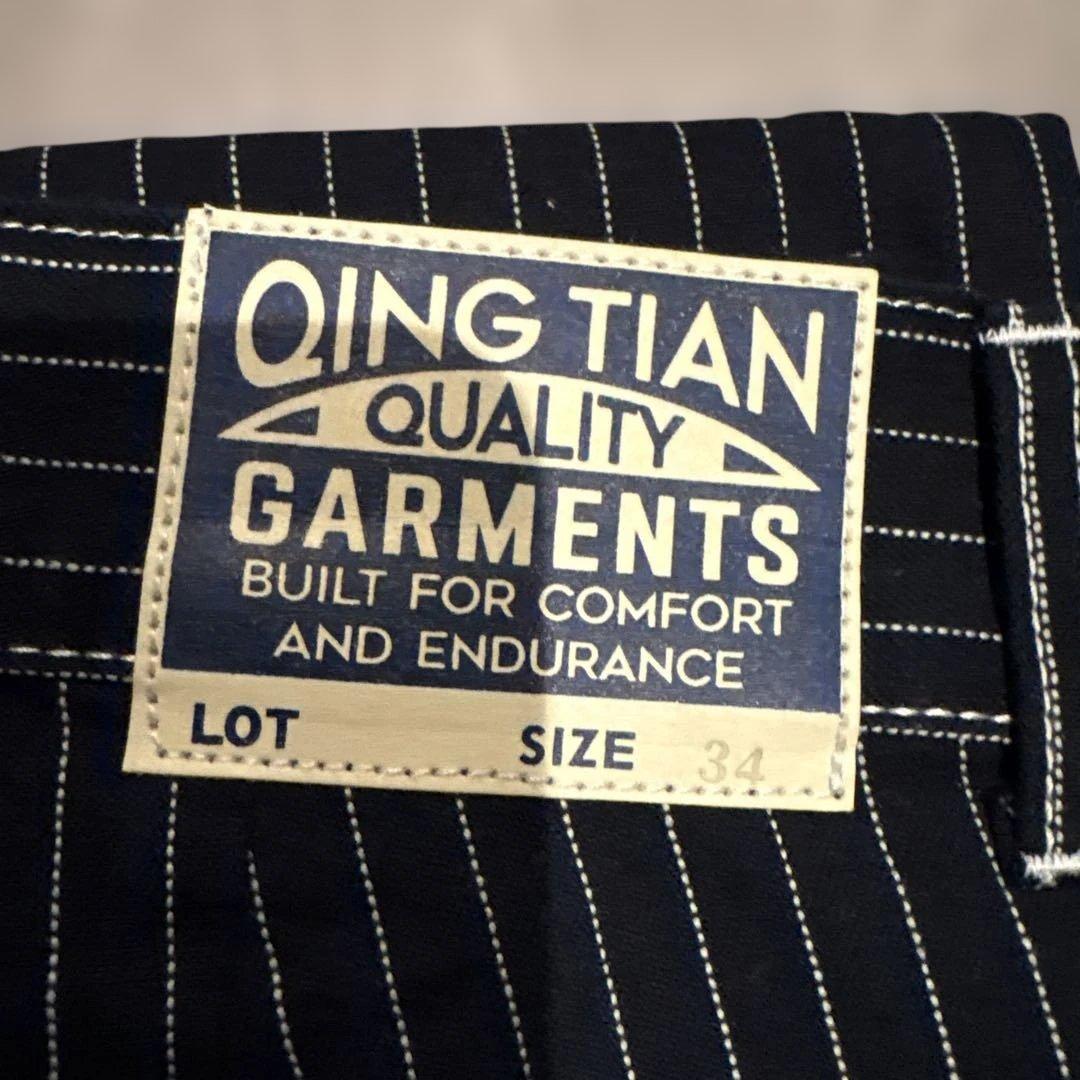 QING TIAN
QUALITY
GARMENTS
BUILT FOR COMFORT
AND ENDURANCE
LOT SIZE 34